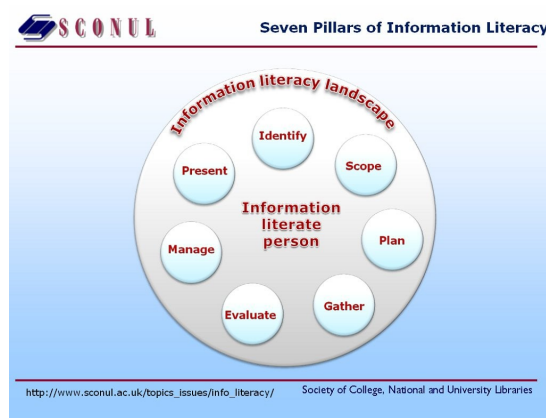 SCONUL
Seven Pillars of Information Literacy
Information literacy landscape
Identify
Scope
Plan
Gather
Evaluate
Manage
Present
Information
literate
person
http://www.sconul.ac.uk/topics_issues/info_literacy/
Society of College, National and University Libraries